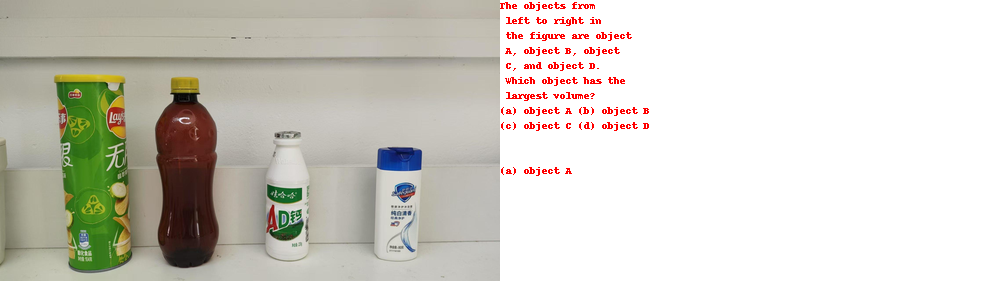 The objects from
left to right in
the figure are object
A, object B, object
C, and object D.
Which object has the
largest volume?
(a) object A (b) object B
(c) object C (d) object D
(a) object A
Lay's
无
娃哈哈
AD钙
纯白清香